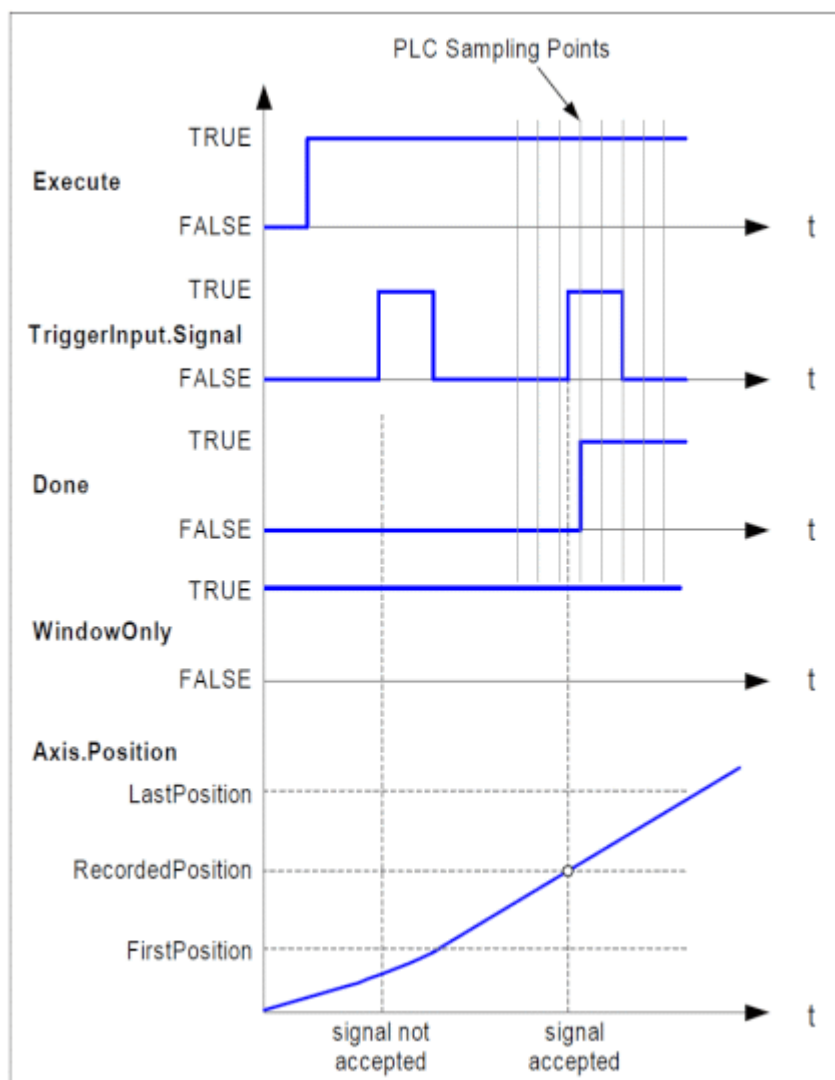 PLC Sampling Points
TRUE
Execute
FALSE
t
TRUE
TriggerInput.Signal
FALSE
t
TRUE
Done
FALSE
t
TRUE
WindowOnly
FALSE
t
Axis.Position
LastPosition
RecordedPosition
FirstPosition
t
signal not
accepted
signal
accepted